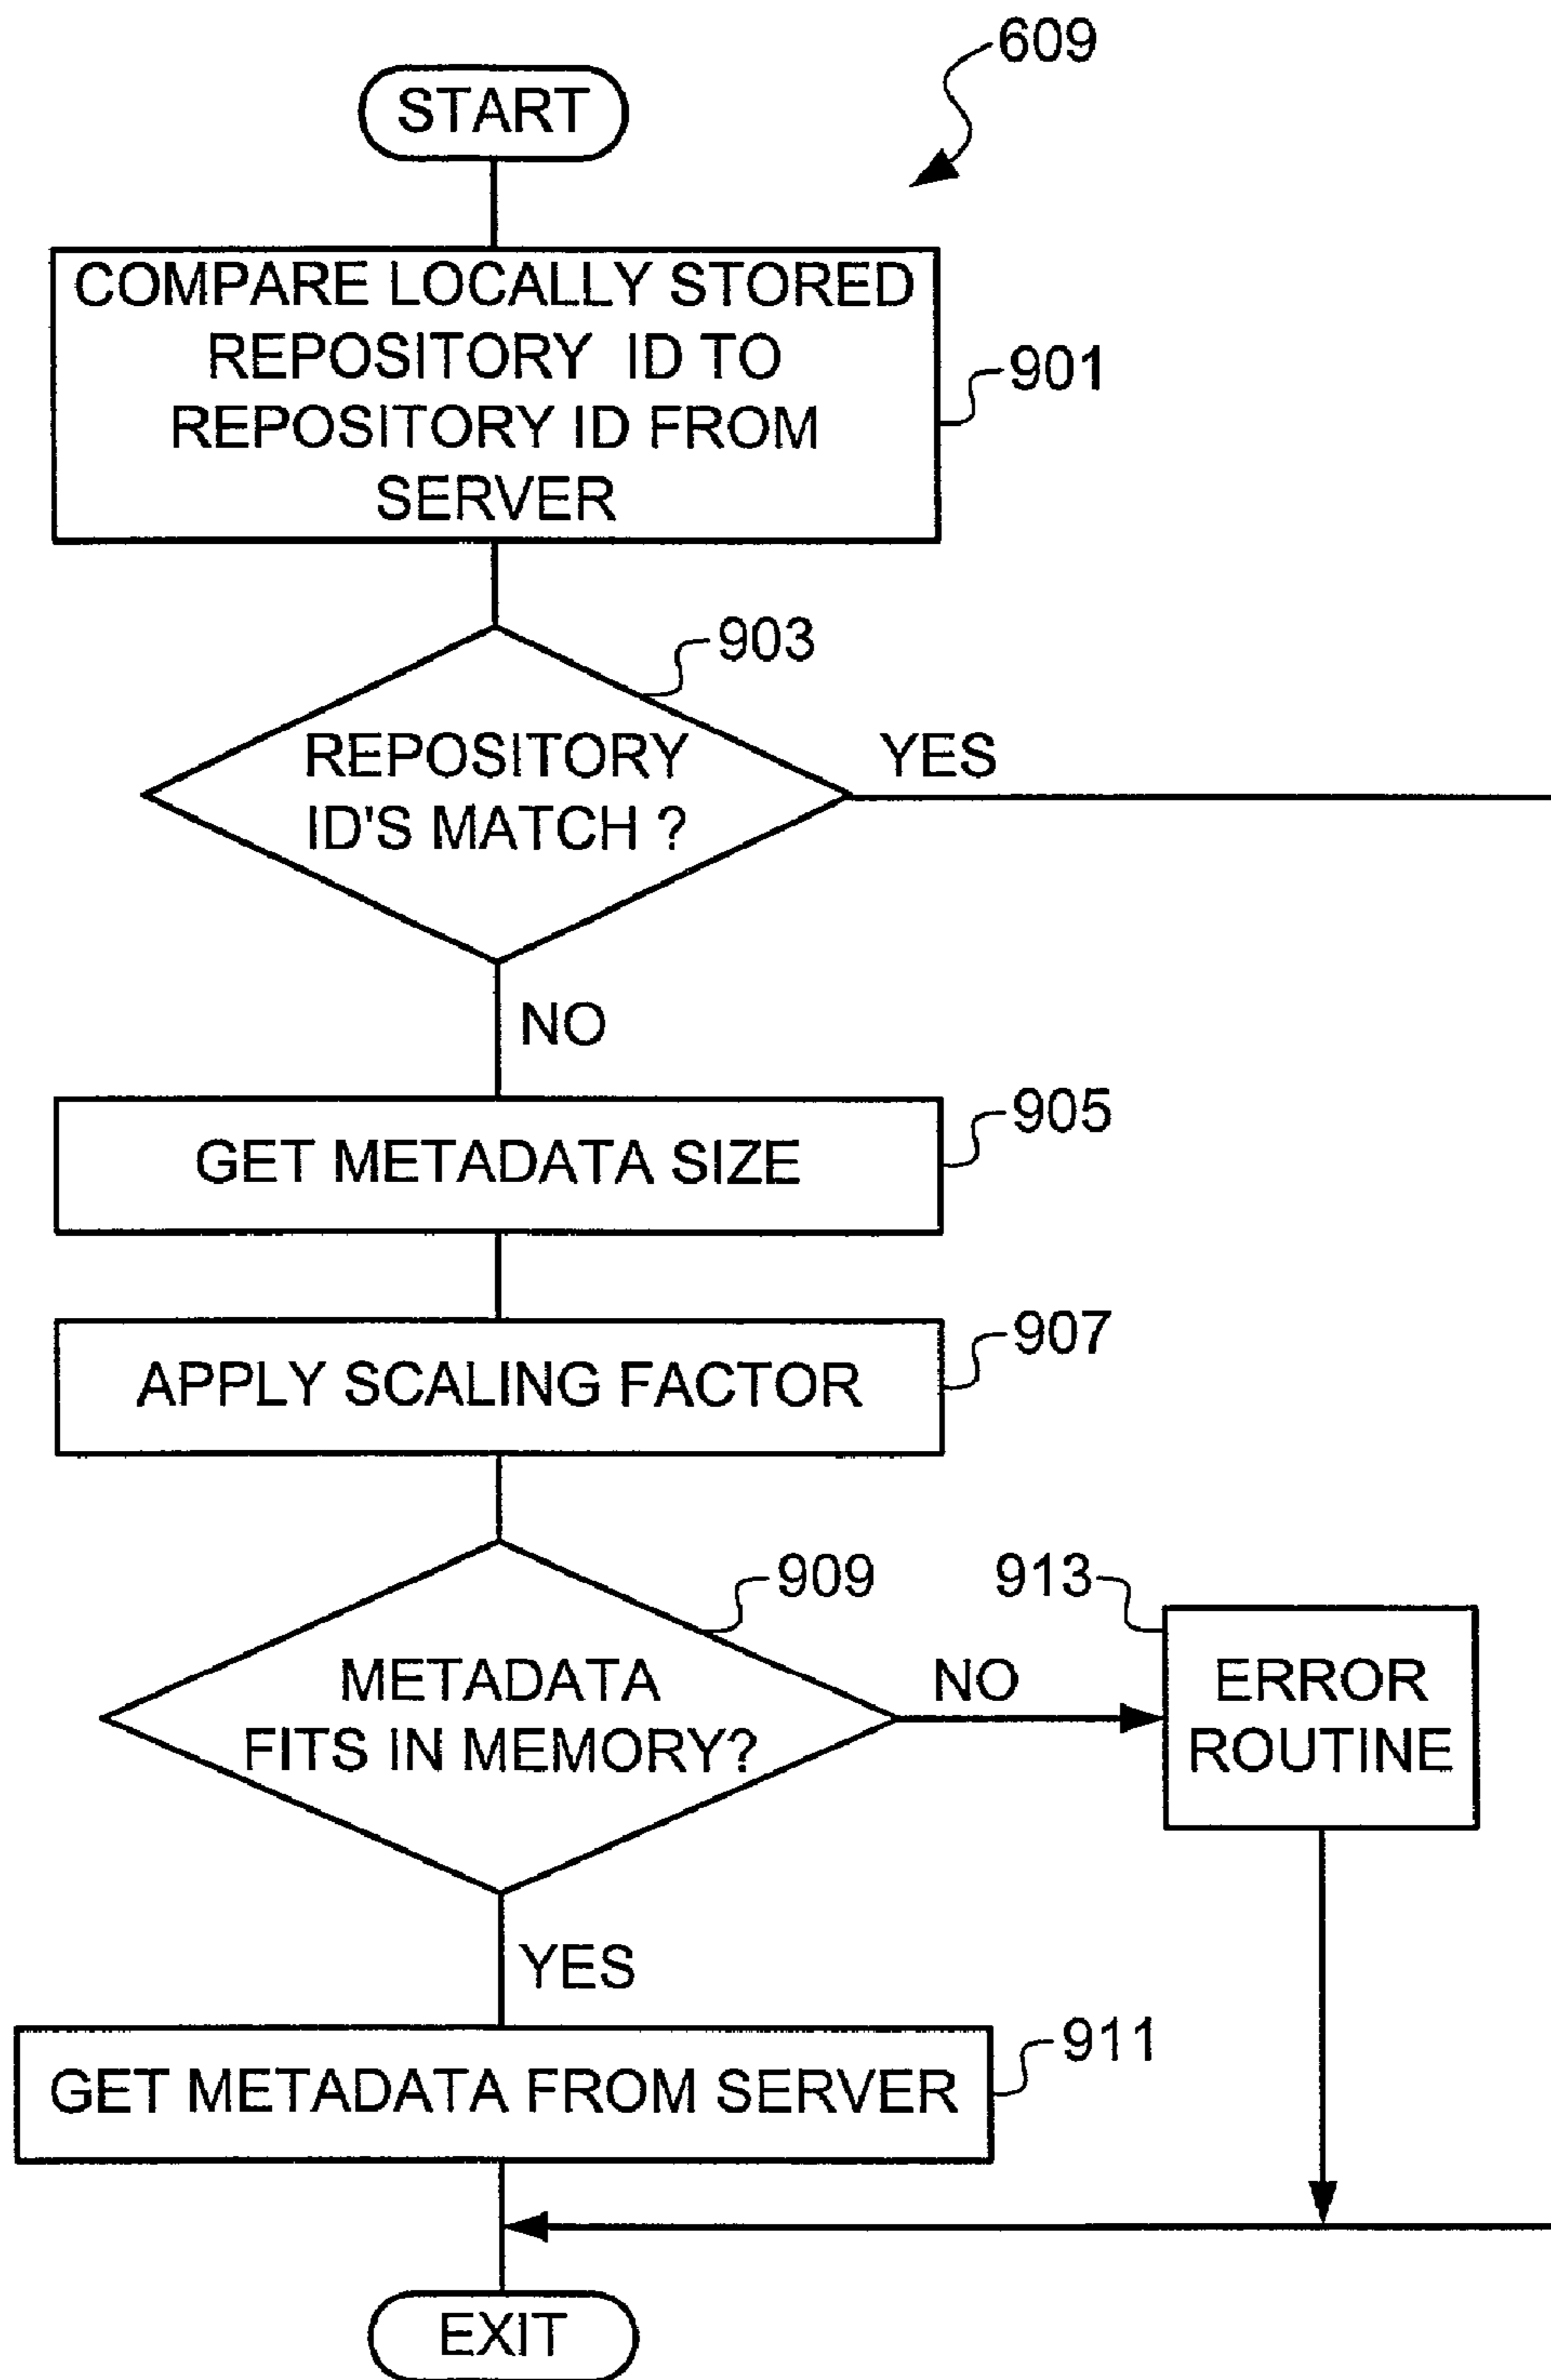 609
START
COMPARE LOCALLY STORED
REPOSITORY ID TO
REPOSITORY ID FROM
SERVER
901
903
REPOSITORY
ID'S MATCH ?
YES
NO
GET METADATA SIZE
905
APPLY SCALING FACTOR
907
909
METADATA
FITS IN MEMORY?
NO
913
ERROR
ROUTINE
YES
GET METADATA FROM SERVER
911
EXIT